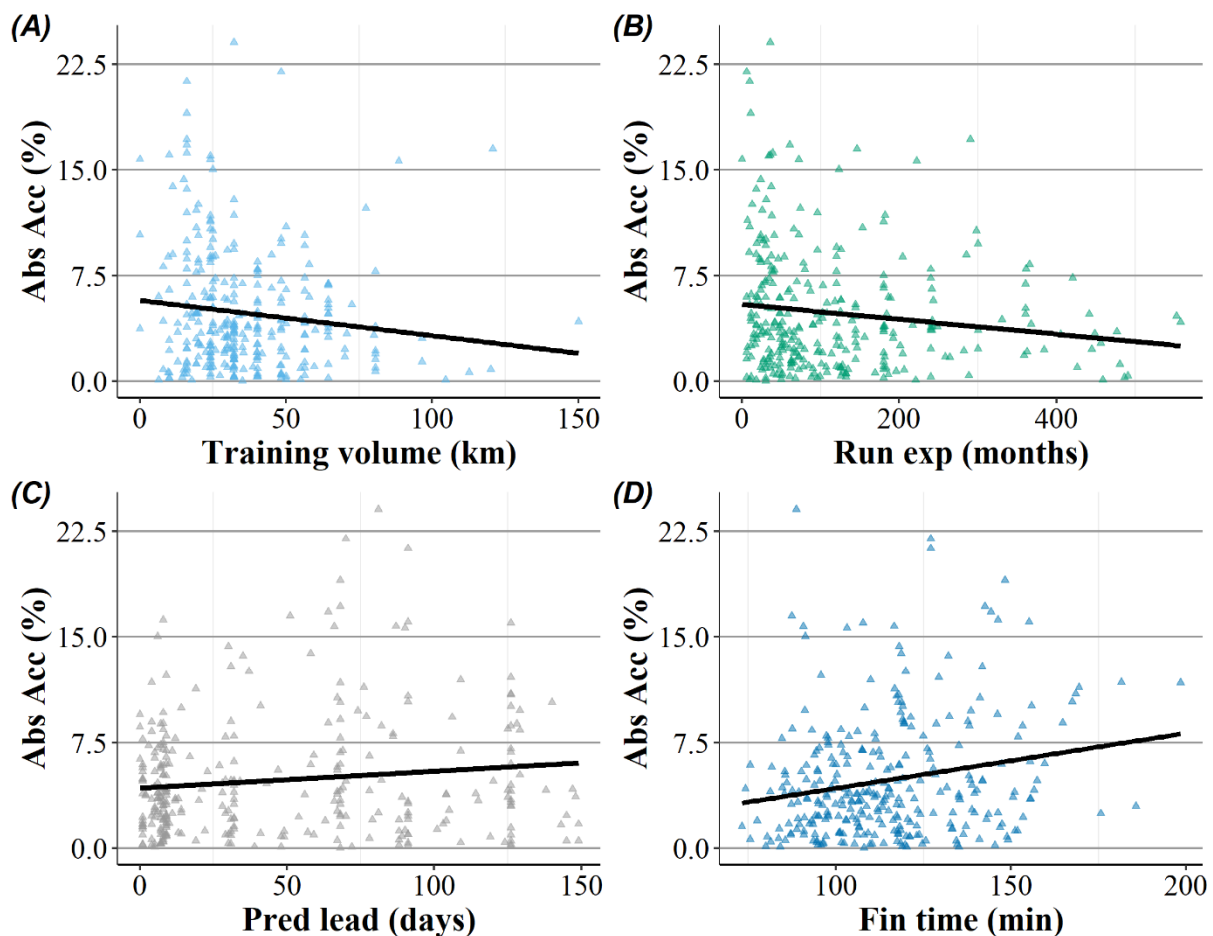 (A)
Abs Acc (%)
22.5
15.0
7.5
0.0
0 50 100 150
Training volume (km)
(B)
Abs Acc (%)
22.5
15.0
7.5
0.0
0 200 400
Run exp (months)
(C)
Abs Acc (%)
22.5
15.0
7.5
0.0
0 50 100 150
Pred lead (days)
(D)
Abs Acc (%)
22.5
15.0
7.5
0.0
100 150 200
Fin time (min)